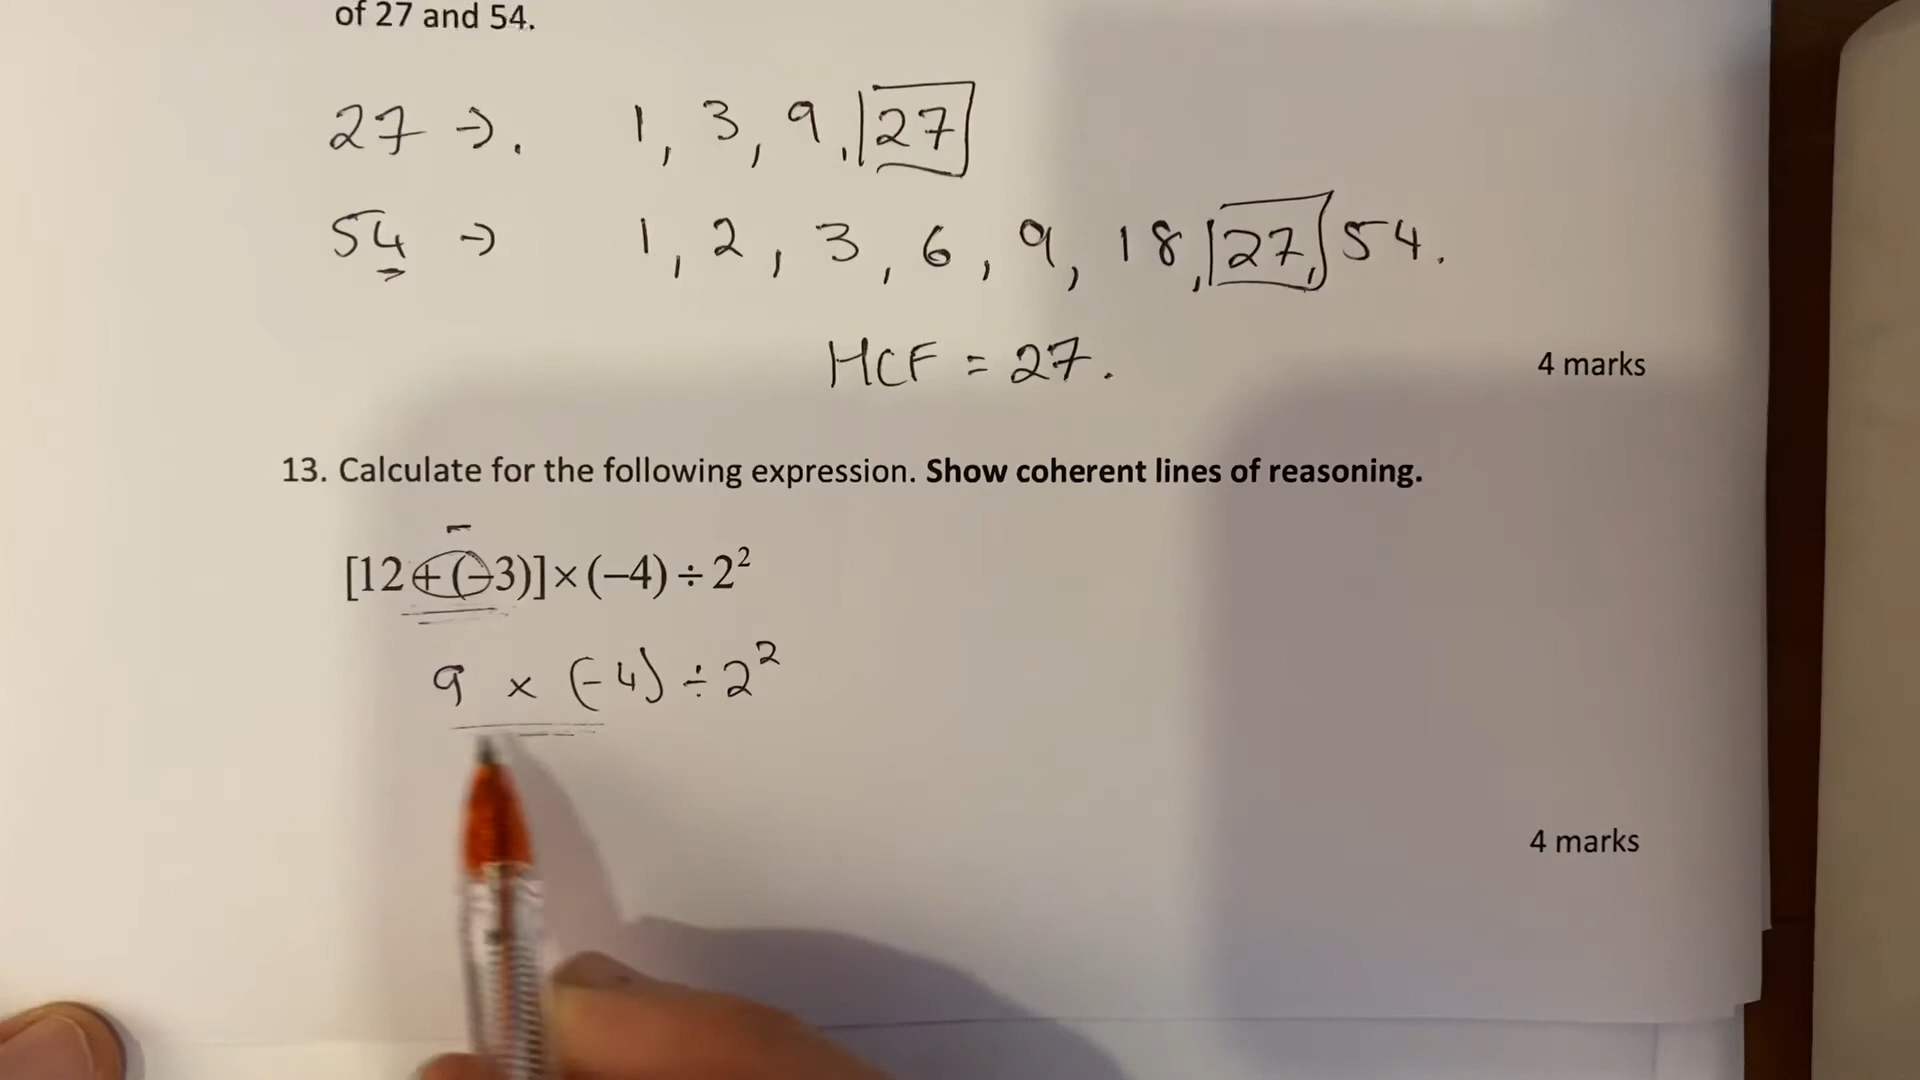 of 27 and 54.
27 →. 1, 3, 9, 27
54 → 1, 2, 3, 6, 9, 18, 27, 54.
HCF = 27.
4 marks
13. Calculate for the following expression. Show coherent lines of reasoning.
–
[12 + (–3)] × (–4) ÷ 2²
9 × (-4) ÷ 2²
4 marks